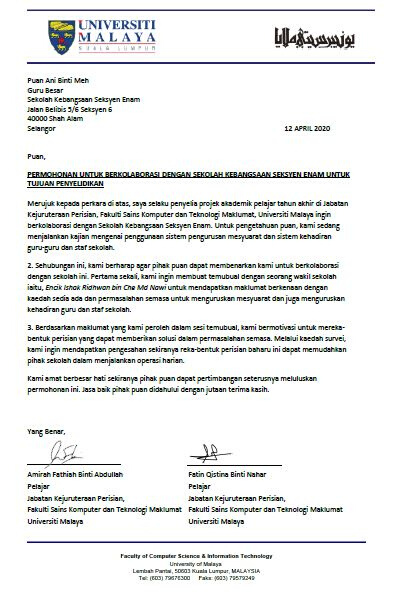 UNIVERSITI
MALAYA
KUALA LUMPUR
يونيۏرسيتي ملايا
Puan Ani Binti Meh
Guru Besar
Sekolah Kebangsaan Seksyen Enam
Jalan Belibis 5/6 Seksyen 6
40000 Shah Alam
Selangor 12 APRIL 2020
Puan,
PERMOHONAN UNTUK BERKOLABORASI DENGAN SEKOLAH KEBANGSAAN SEKSYEN ENAM UNTUK
TUJUAN PENYELIDIKAN
Merujuk kepada perkara di atas, saya selaku penyelia projek akademik pelajar tahun akhir di Jabatan
Kejuruteraan Perisian, Fakulti Sains Komputer dan Teknologi Maklumat, Universiti Malaya ingin
berkolaborasi dengan Sekolah Kebangsaan Seksyen Enam. Untuk pengetahuan puan, kami sedang
menjalankan kajian mengenai penggunaan sistem pengurusan mesyuarat dan sistem kehadiran
guru-guru dan staf sekolah.
2. Sehubungan ini, kami berharap agar pihak puan dapat membenarkan kami untuk berkolaborasi
dengan sekolah ini. Pertama sekali, kami ingin membuat temubual dengan seorang wakil sekolah
iaitu, Encik Ishak Ridhwan bin Che Md Nawi untuk mendapatkan maklumat berkenaan dengan
kaedah sedia ada dan permasalahan semasa untuk menguruskan mesyuarat dan juga menguruskan
kehadiran guru dan staf sekolah.
3. Berdasarkan maklumat yang kami peroleh dalam sesi temubual, kami bermotivasi untuk mereka-
bentuk perisian yang dapat memberikan solusi dalam permasalahan semasa. Melalui kaedah survei,
kami ingin mendapatkan pengesahan sekiranya reka-bentuk perisian baharu ini dapat memudahkan
pihak sekolah dalam menjalankan operasi harian.
Kami amat berbesar hati sekiranya pihak puan dapat pertimbangan seterusnya meluluskan
permohonan ini. Jasa baik pihak puan didahului dengan jutaan terima kasih.
Yang Benar,
Amirah Fathiah Binti Abdullah Fatin Qistina Binti Nahar
Pelajar Pelajar
Jabatan Kejuruteraan Perisian, Jabatan Kejuruteraan Perisian,
Fakulti Sains Komputer dan Teknologi Maklumat Fakulti Sains Komputer dan Teknologi Maklumat
Universiti Malaya Universiti Malaya
Faculty of Computer Science & Information Technology
University of Malaya
Lembah Pantai, 50603 Kuala Lumpur, MALAYSIA
Tel: (603) 79676300 Faks: (603) 79579249